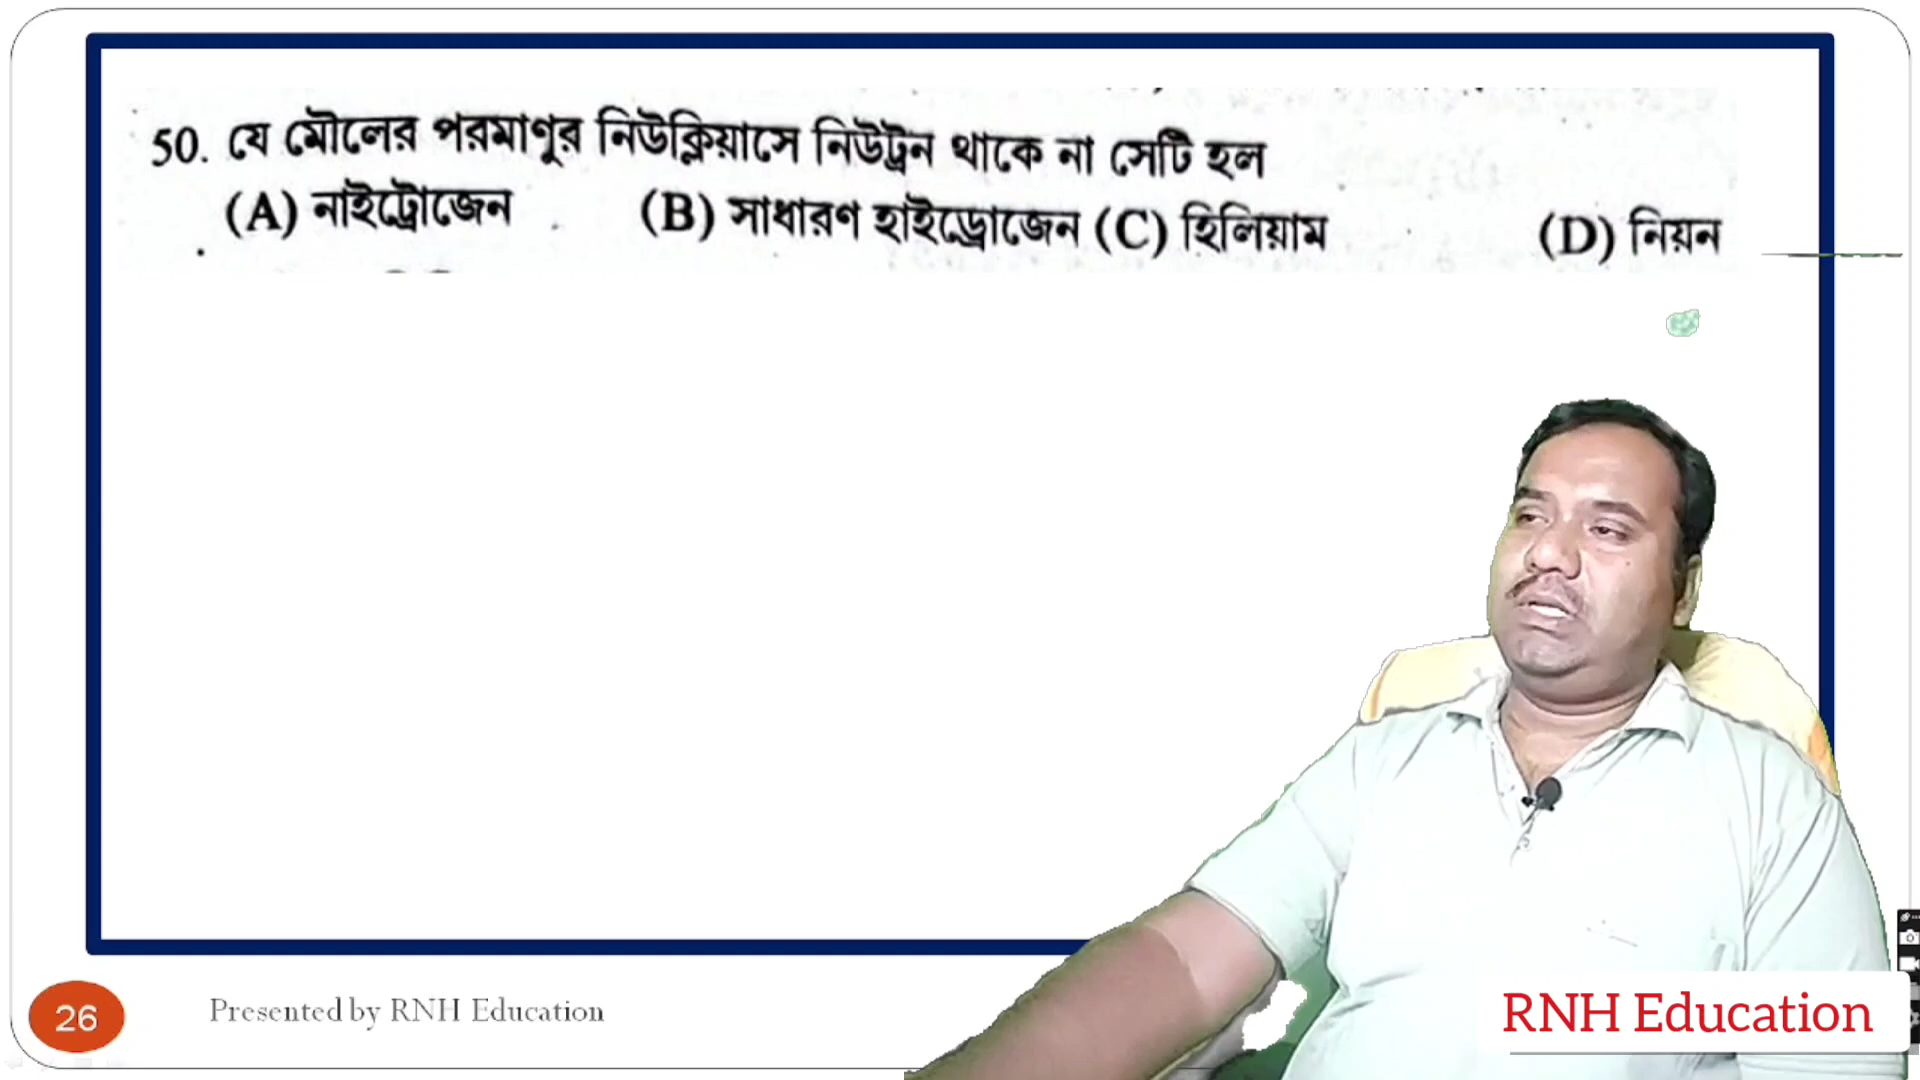 50. যে মৌলের পরমাণুর নিউক্লিয়াসে নিউট্রন থাকে না সেটি হল
(A) নাইট্রোজেন (B) সাধারণ হাইড্রোজেন (C) হিলিয়াম (D) নিয়ন
26 Presented by RNH Education
RNH Education